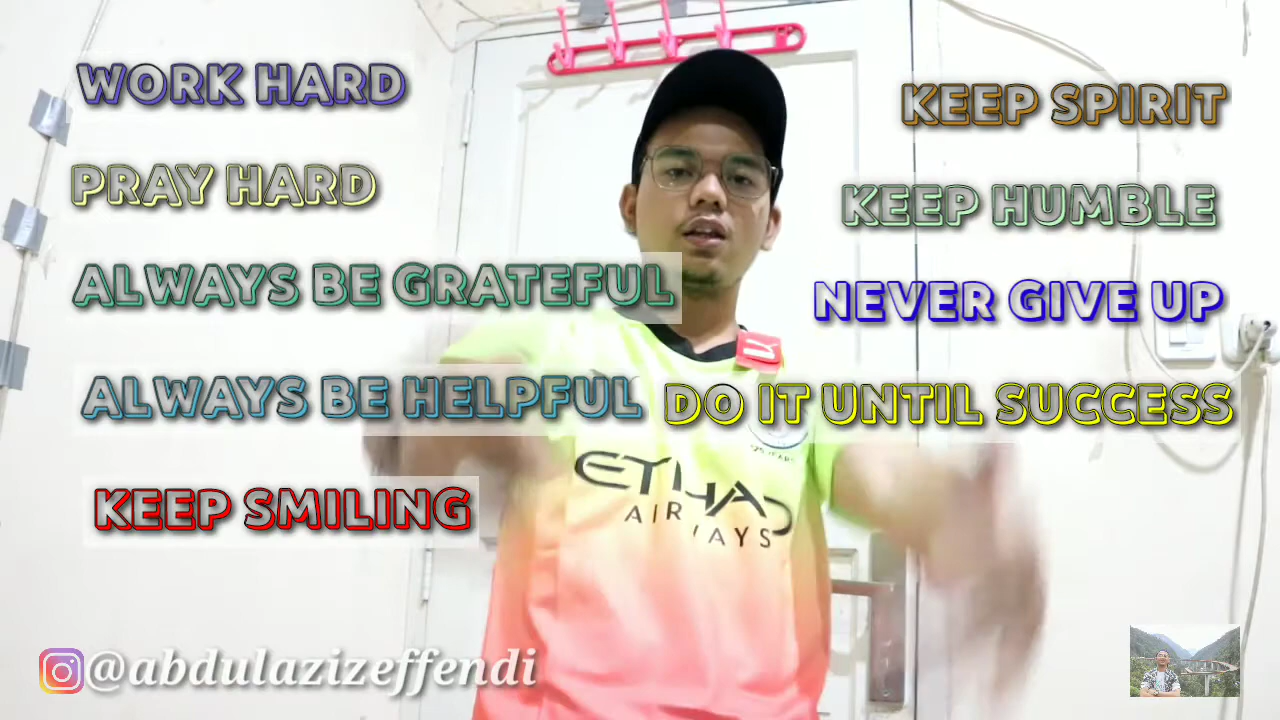 WORK HARD
PRAY HARD
ALWAYS BE GRATEFUL
ALWAYS BE HELPFUL
KEEP SMILING
KEEP SPIRIT
KEEP HUMBLE
NEVER GIVE UP
DO IT UNTIL SUCCESS
ETIHAD
AIRWAYS
@abdulazizeffendi